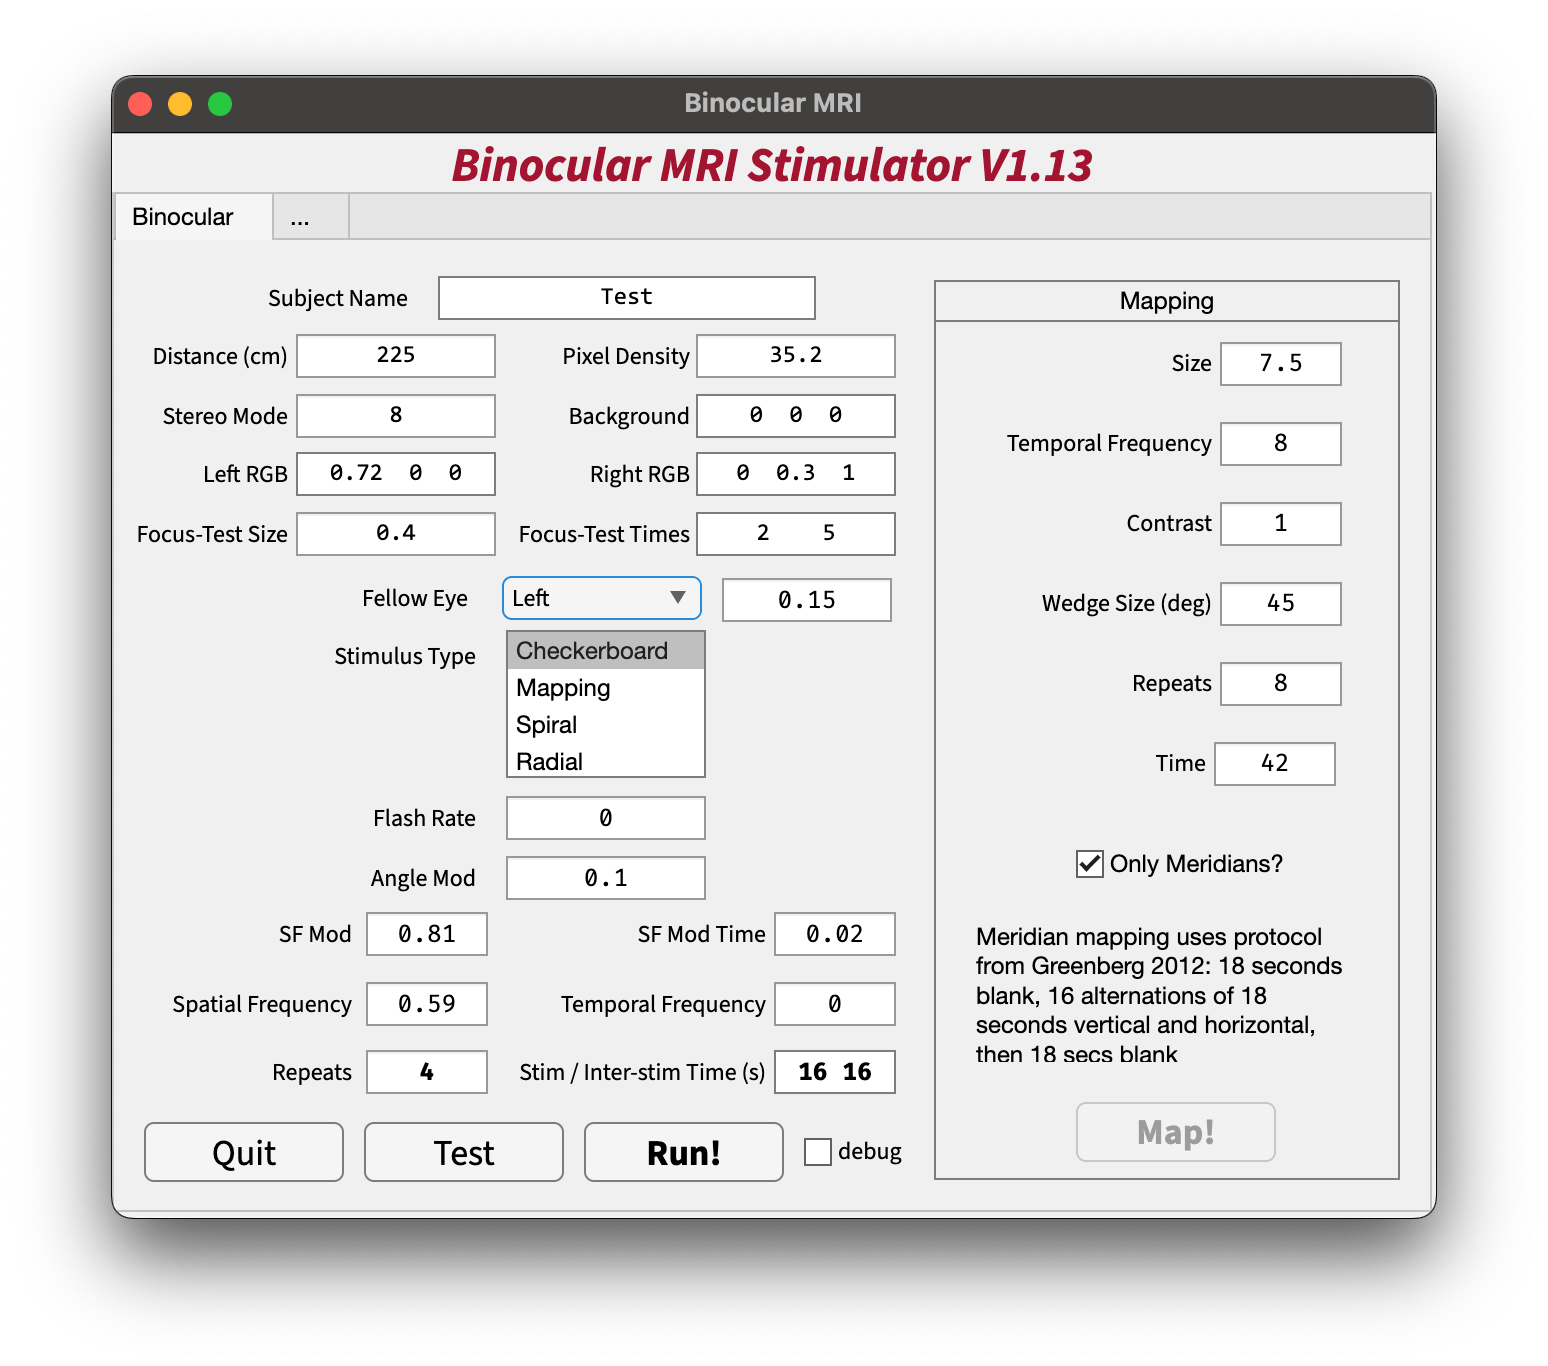 Binocular MRI
Binocular MRI Stimulator V1.13
Binocular ...
Subject Name Test
Distance (cm) 225 Pixel Density 35.2
Stereo Mode 8 Background 0 0 0
Left RGB 0.72 0 0 Right RGB 0 0.3 1
Focus-Test Size 0.4 Focus-Test Times 2 5
Fellow Eye Left 0.15
Stimulus Type Checkerboard
Mapping
Spiral
Radial
Flash Rate 0
Angle Mod 0.1
SF Mod 0.81 SF Mod Time 0.02
Spatial Frequency 0.59 Temporal Frequency 0
Repeats 4 Stim / Inter-stim Time (s) 16 16
Quit Test Run! debug
Mapping
Size 7.5
Temporal Frequency 8
Contrast 1
Wedge Size (deg) 45
Repeats 8
Time 42
Only Meridians?
Meridian mapping uses protocol
from Greenberg 2012: 18 seconds
blank, 16 alternations of 18
seconds vertical and horizontal,
then 18 secs blank
Map!